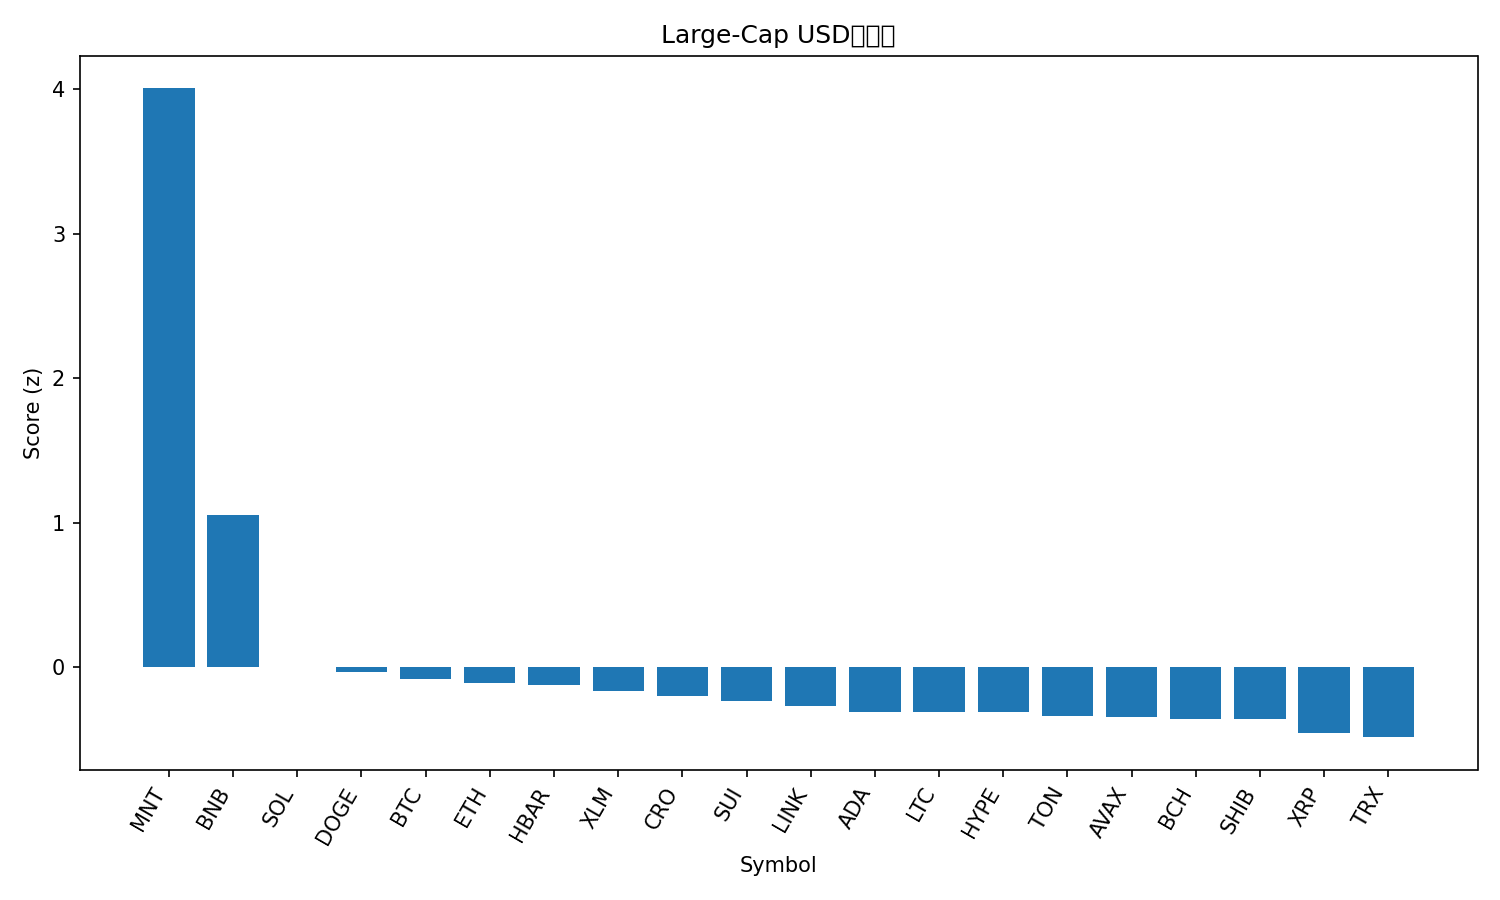 Large-Cap USD
4
3
2
1
0
Score (z)
MNT
BNB
SOL
DOGE
BTC
ETH
HBAR
XLM
CRO
SUI
LINK
ADA
LTC
HYPE
TON
AVAX
BCH
SHIB
XRP
TRX
Symbol